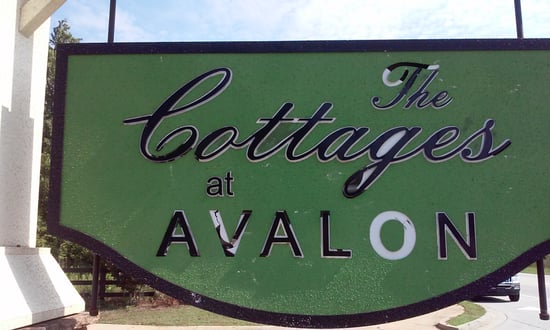 The
Cottages
at
AVALON